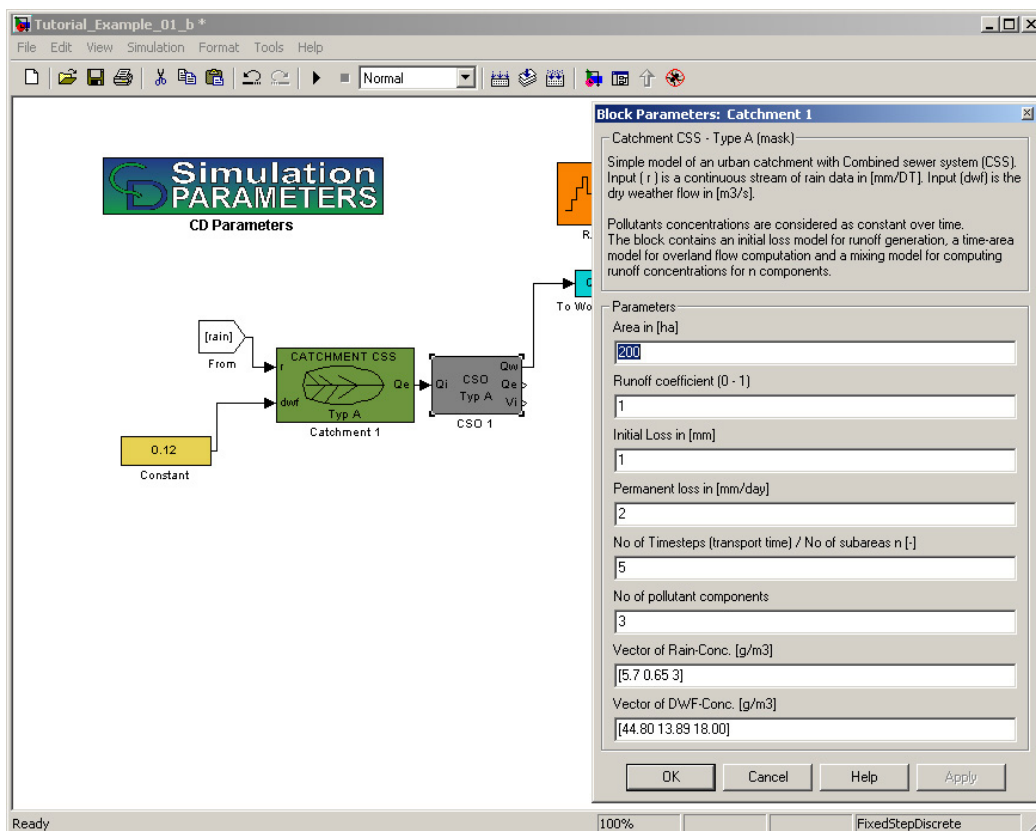 Tutorial_Example_01_b *
File Edit View Simulation Format Tools Help
Normal
Simulation
PARAMETERS
CD Parameters
[rain]
From
CATCHMENT CSS
r
Qe
dwf
Typ A
Catchment 1
0.12
Constant
Qw
Qi CSO Qe
Typ A Vi
CSO 1
To Wo
Block Parameters: Catchment 1
Catchment CSS - Type A (mask)
Simple model of an urban catchment with Combined sewer system (CSS).
Input ( r ) is a continuous stream of rain data in [mm/DT]. Input (dwf) is the
dry weather flow in [m3/s].
Pollutants concentrations are considered as constant over time.
The block contains an initial loss model for runoff generation, a time-area
model for overland flow computation and a mixing model for computing
runoff concentrations for n components.
Parameters
Area in [ha]
200
Runoff coefficient (0 - 1)
1
Initial Loss in [mm]
1
Permanent loss in [mm/day]
2
No of Timesteps (transport time) / No of subareas n [-]
5
No of pollutant components
3
Vector of Rain-Conc. [g/m3]
[5.7 0.65 3]
Vector of DWF-Conc. [g/m3]
[44.80 13.89 18.00]
OK Cancel Help Apply
Ready 100% FixedStepDiscrete